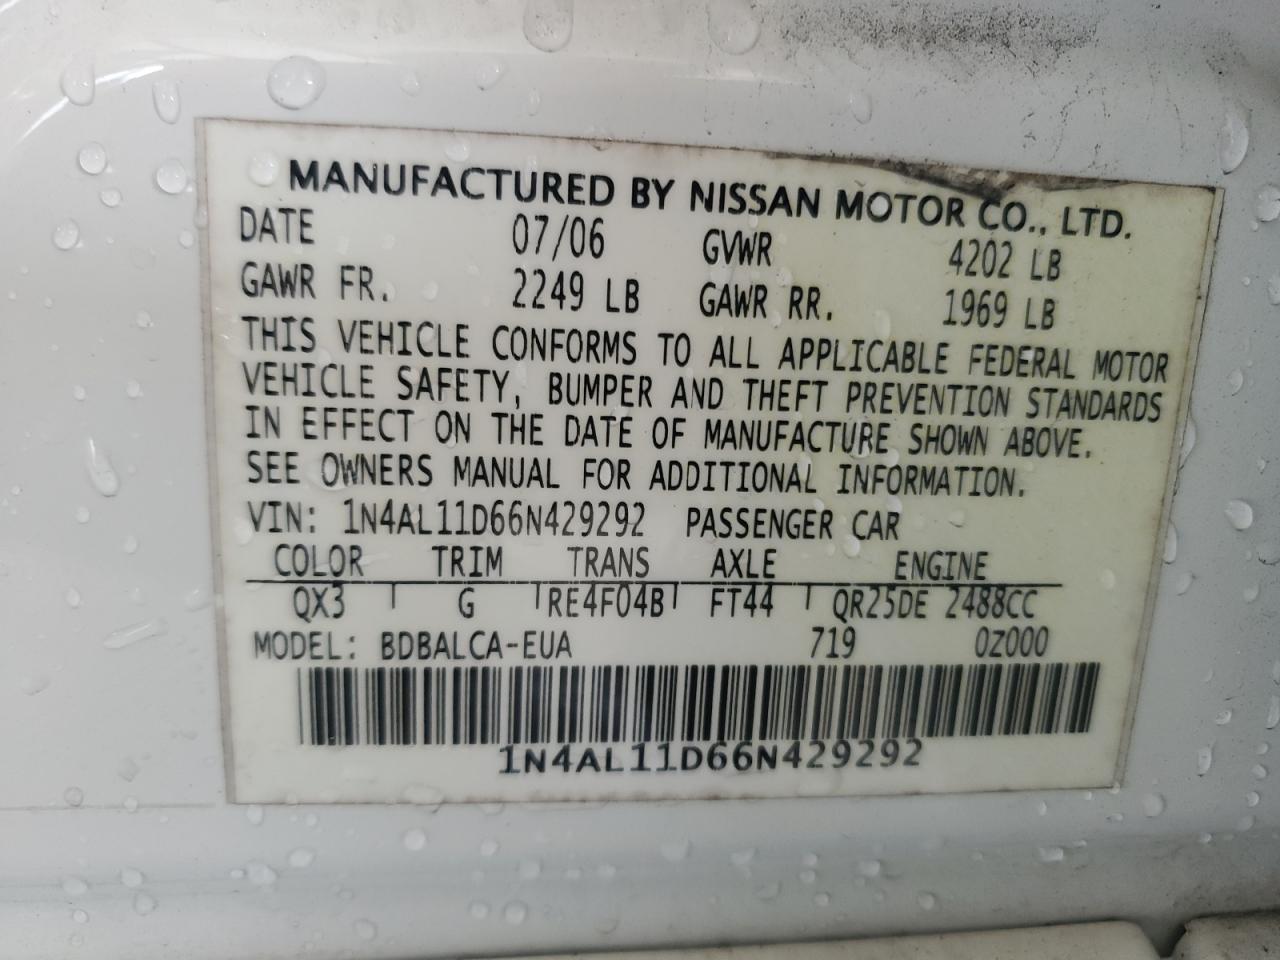 MANUFACTURED BY NISSAN MOTOR CO., LTD.
DATE 07/06 GVWR 4202 LB
GAWR FR. 2249 LB GAWR RR. 1969 LB
THIS VEHICLE CONFORMS TO ALL APPLICABLE FEDERAL MOTOR
VEHICLE SAFETY, BUMPER AND THEFT PREVENTION STANDARDS
IN EFFECT ON THE DATE OF MANUFACTURE SHOWN ABOVE.
SEE OWNERS MANUAL FOR ADDITIONAL INFORMATION.
VIN: 1N4AL11D66N429292 PASSENGER CAR
COLOR TRIM TRANS AXLE ENGINE
QX3 G RE4F04B FT44 QR25DE 2488CC
MODEL: BDBALCA-EUA 719 0Z000
1N4AL11D66N429292